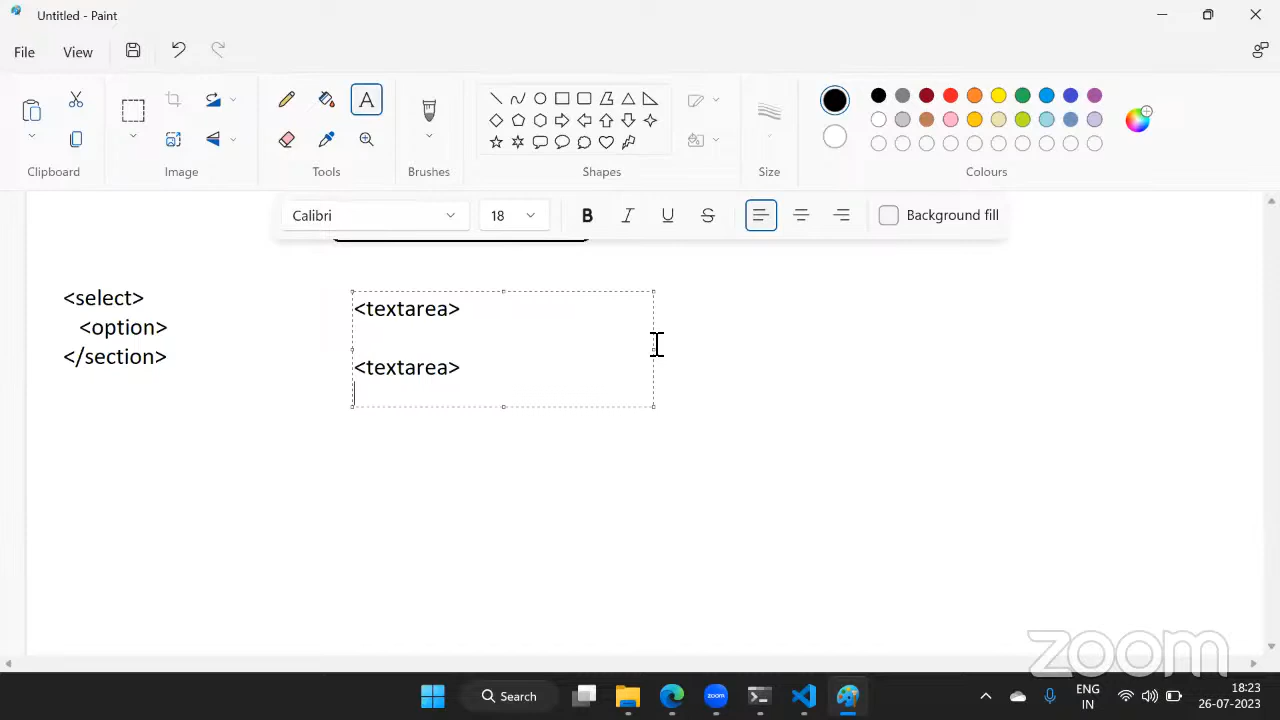 Untitled - Paint
File
View
Clipboard
Image
Tools
Brushes
Shapes
Size
Colours
Calibri
18
B
I
U
S
Background fill
<select>
<option>
</section>
<textarea>
<textarea>
zoom
Search
zoom
ENG
IN
18:23
26-07-2023